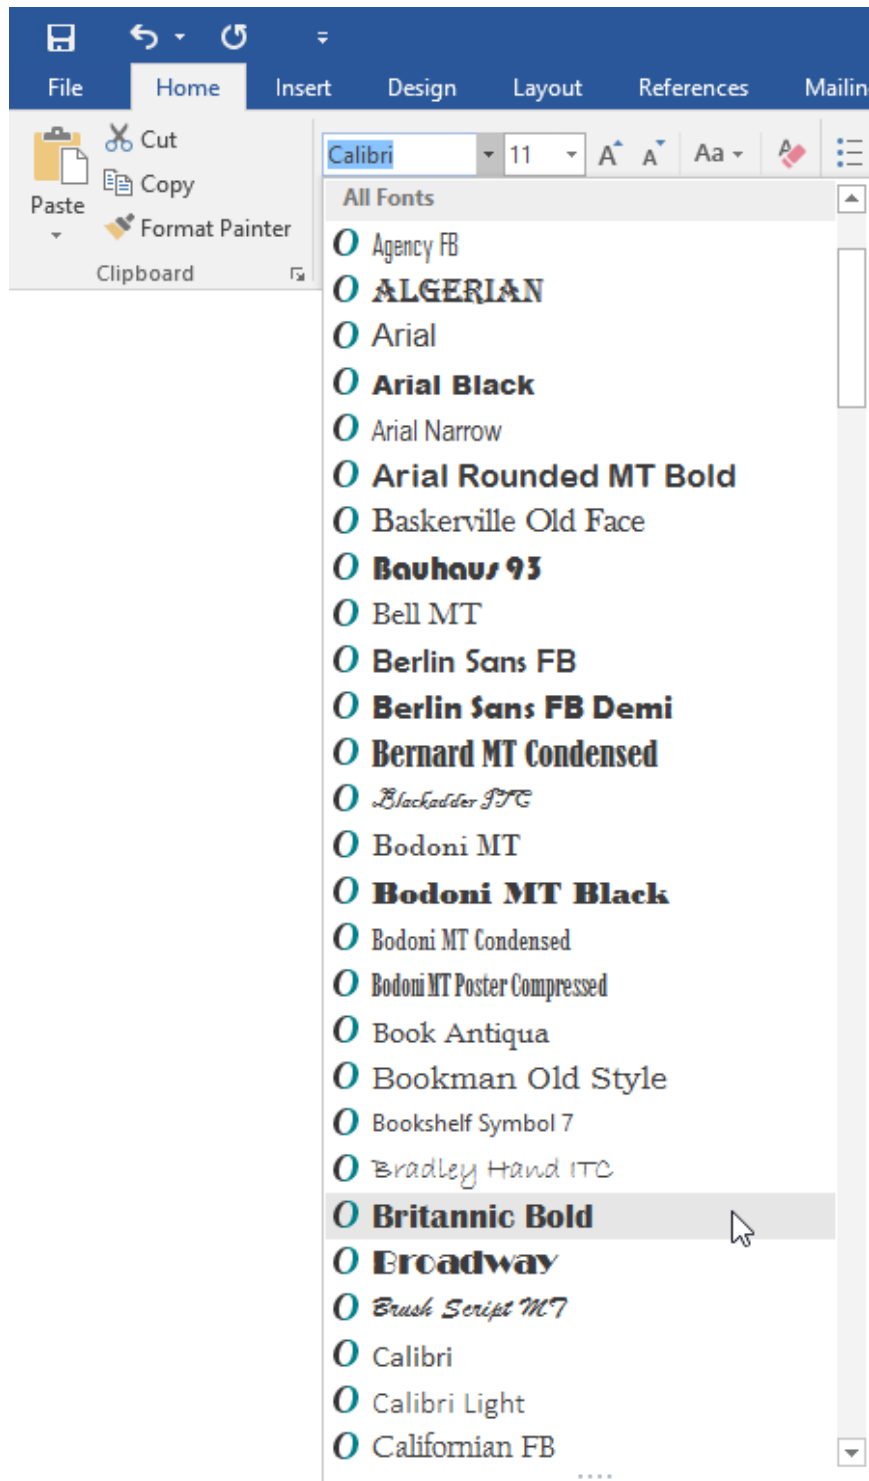 File Home Insert Design Layout References Mailin
Cut
Calibri 11 A A Aa A
Copy
Paste
Format Painter
Clipboard
All Fonts
O Agency FB
O ALGERIAN
O Arial
O Arial Black
O Arial Narrow
O Arial Rounded MT Bold
O Baskerville Old Face
O Bauhaus 93
O Bell MT
O Berlin Sans FB
O Berlin Sans FB Demi
O Bernard MT Condensed
O Blackadder ITC
O Bodoni MT
O Bodoni MT Black
O Bodoni MT Condensed
O Bodoni MT Poster Compressed
O Book Antiqua
O Bookman Old Style
O Bookshelf Symbol 7
O Bradley Hand ITC
O Britannic Bold
O Broadway
O Brush Script MT
O Calibri
O Calibri Light
O Californian FB